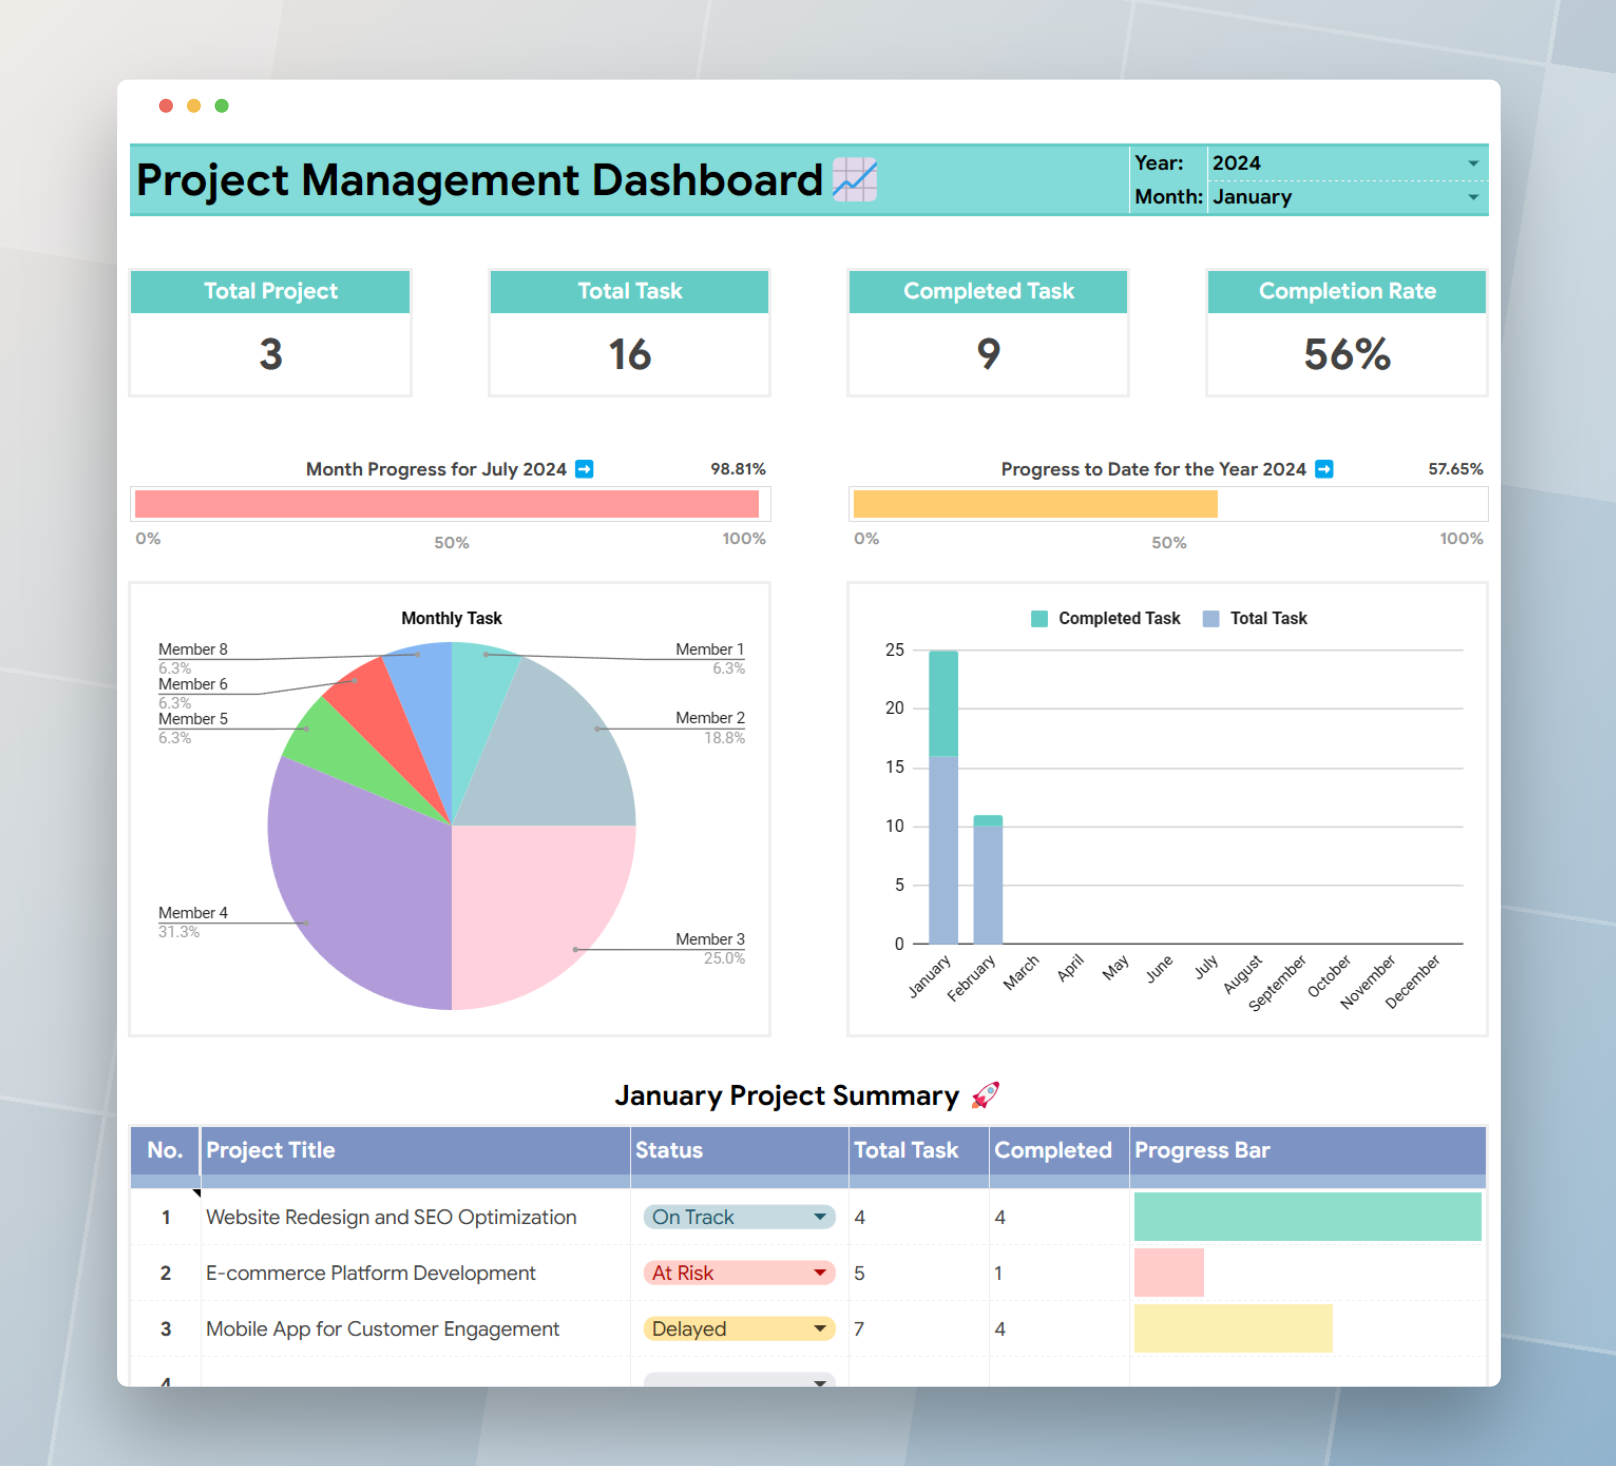 Project Management Dashboard
Year: 2024
Month: January
Total Project
3
Total Task
16
Completed Task
9
Completion Rate
56%
Month Progress for July 2024 98.81%
0% 50% 100%
Progress to Date for the Year 2024 57.65%
0% 50% 100%
Monthly Task
Member 8
6.3%
Member 6
6.3%
Member 5
6.3%
Member 4
31.3%
Member 1
6.3%
Member 2
18.8%
Member 3
25.0%
Completed Task Total Task
25
20
15
10
5
0
January February March April May June July August September October November December
January Project Summary
No. Project Title Status Total Task Completed Progress Bar
1 Website Redesign and SEO Optimization On Track 4 4
2 E-commerce Platform Development At Risk 5 1
3 Mobile App for Customer Engagement Delayed 7 4
4